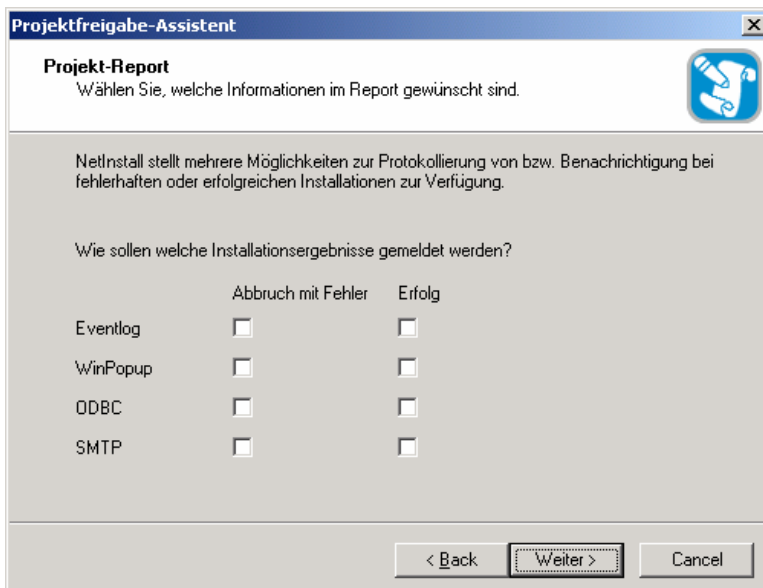 Projektfreigabe-Assistent
Projekt-Report
Wählen Sie, welche Informationen im Report gewünscht sind.
NetInstall stellt mehrere Möglichkeiten zur Protokollierung von bzw. Benachrichtigung bei
fehlerhaften oder erfolgreichen Installationen zur Verfügung.
Wie sollen welche Installationsergebnisse gemeldet werden?
Abbruch mit Fehler Erfolg
Eventlog
WinPopup
ODBC
SMTP
< Back Weiter > Cancel